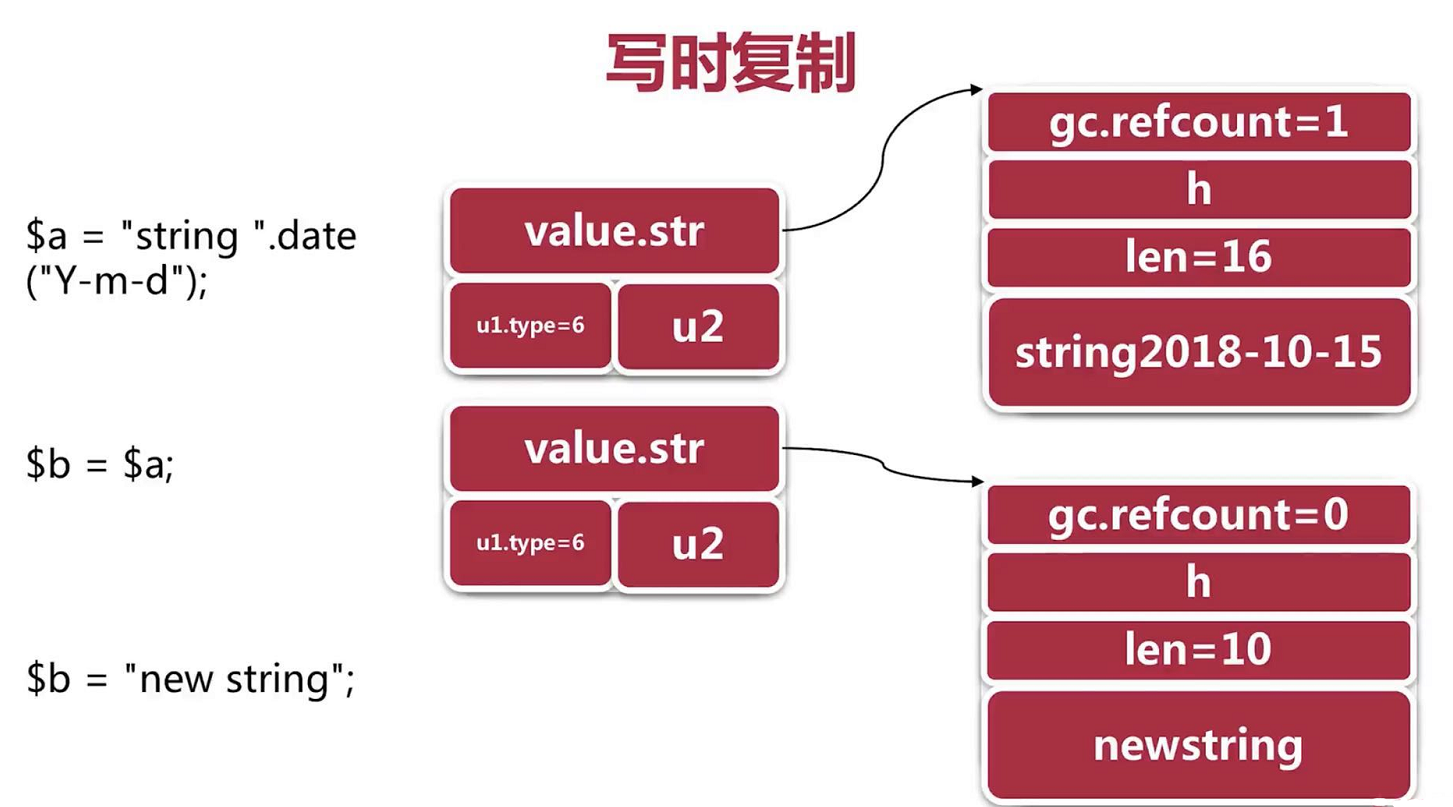 写时复制
$a = "string ".date
("Y-m-d");
value.str
u1.type=6
u2
gc.refcount=1
h
len=16
string2018-10-15
$b = $a;
value.str
u1.type=6
u2
gc.refcount=0
h
len=10
newstring
$b = "new string";